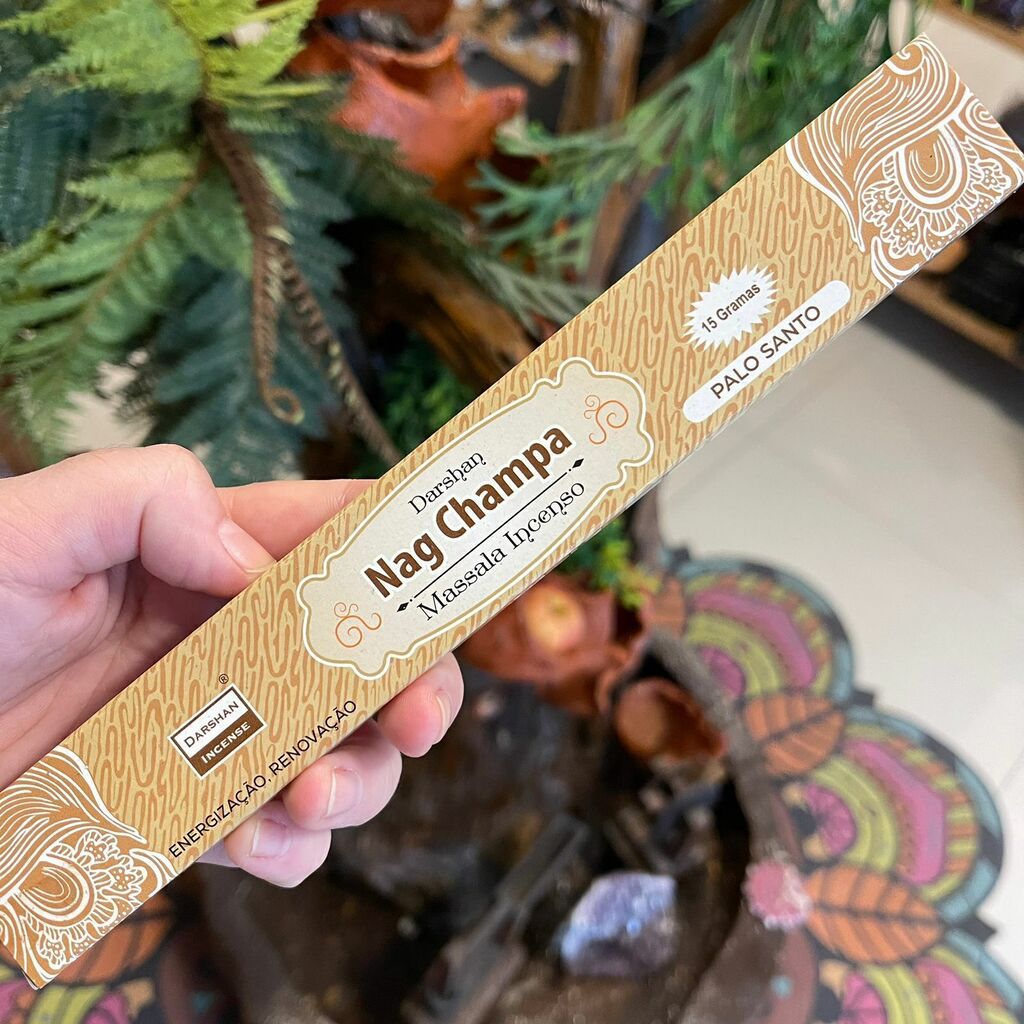 Darshan
Nag Champa
Massala Incenso
15 Gramas
PALO SANTO
DARSHAN
INCENSE
®
ENERGIZAÇÃO, RENOVAÇÃO